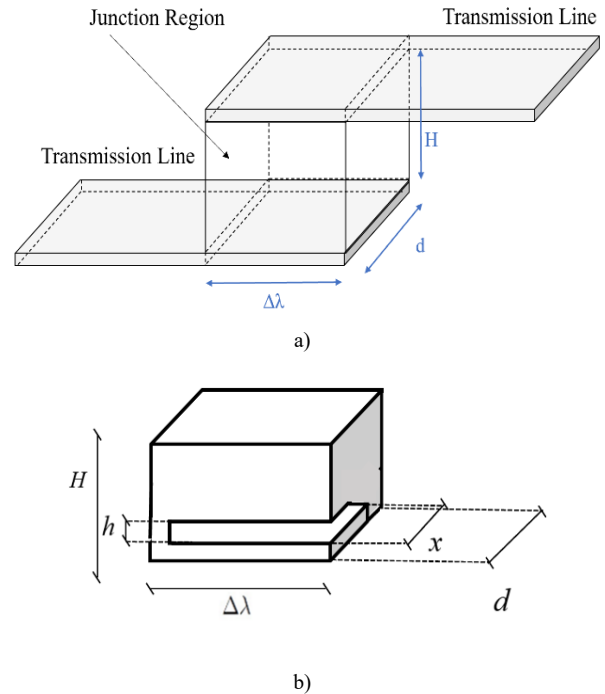 Junction Region
Transmission Line
H
Transmission Line
d
Δλ
a)
H
h
x
Δλ
d
b)